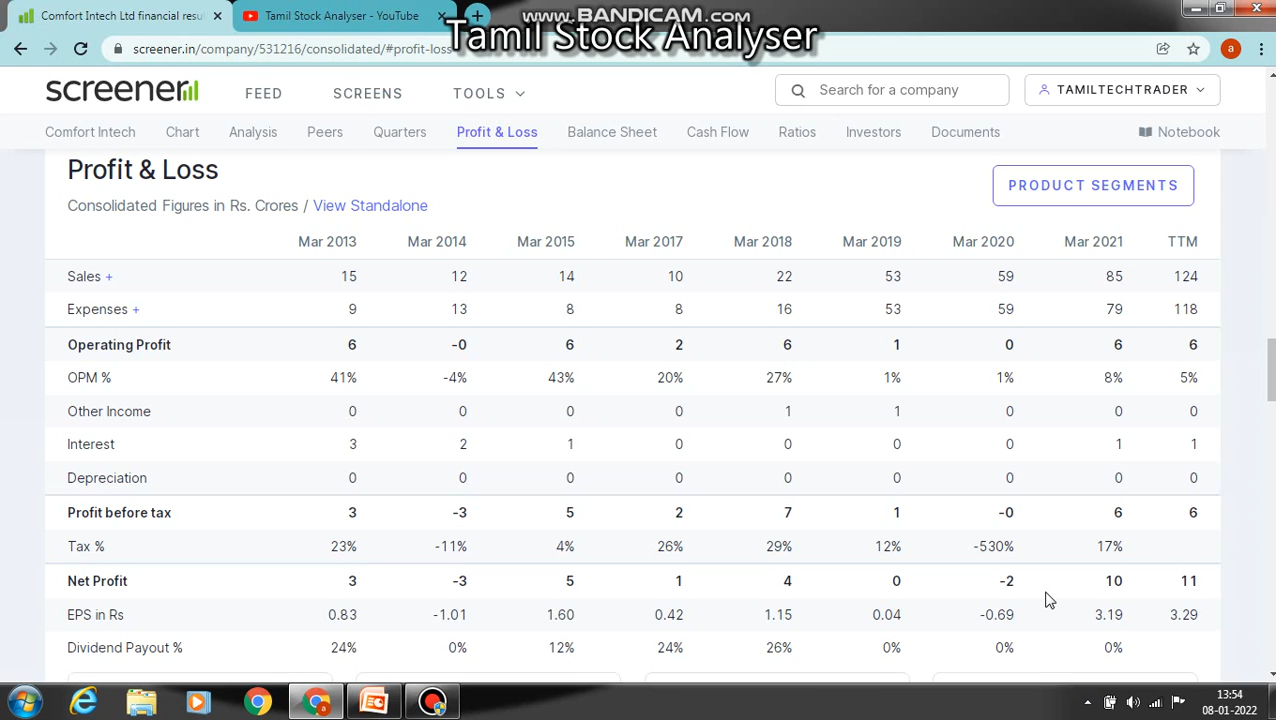 Comfort Intech Ltd financial resu
Tamil Stock Analyser - YouTube
www.BANDICAM.com
Tamil Stock Analyser
screener.in/company/531216/consolidated/#profit-loss
a
screener
FEED
SCREENS
TOOLS
Search for a company
TAMILTECHTRADER
Comfort Intech
Chart
Analysis
Peers
Quarters
Profit & Loss
Balance Sheet
Cash Flow
Ratios
Investors
Documents
Notebook
Profit & Loss
PRODUCT SEGMENTS
Consolidated Figures in Rs. Crores / View Standalone
Mar 2013 Mar 2014 Mar 2015 Mar 2017 Mar 2018 Mar 2019 Mar 2020 Mar 2021 TTM
Sales + 15 12 14 10 22 53 59 85 124
Expenses + 9 13 8 8 16 53 59 79 118
Operating Profit 6 -0 6 2 6 1 0 6 6
OPM % 41% -4% 43% 20% 27% 1% 1% 8% 5%
Other Income 0 0 0 0 1 1 0 0 0
Interest 3 2 1 0 0 0 0 1 1
Depreciation 0 0 0 0 0 0 0 0 0
Profit before tax 3 -3 5 2 7 1 -0 6 6
Tax % 23% -11% 4% 26% 29% 12% -530% 17%
Net Profit 3 -3 5 1 4 0 -2 10 11
EPS in Rs 0.83 -1.01 1.60 0.42 1.15 0.04 -0.69 3.19 3.29
Dividend Payout % 24% 0% 12% 24% 26% 0% 0% 0%
13:54
08-01-2022